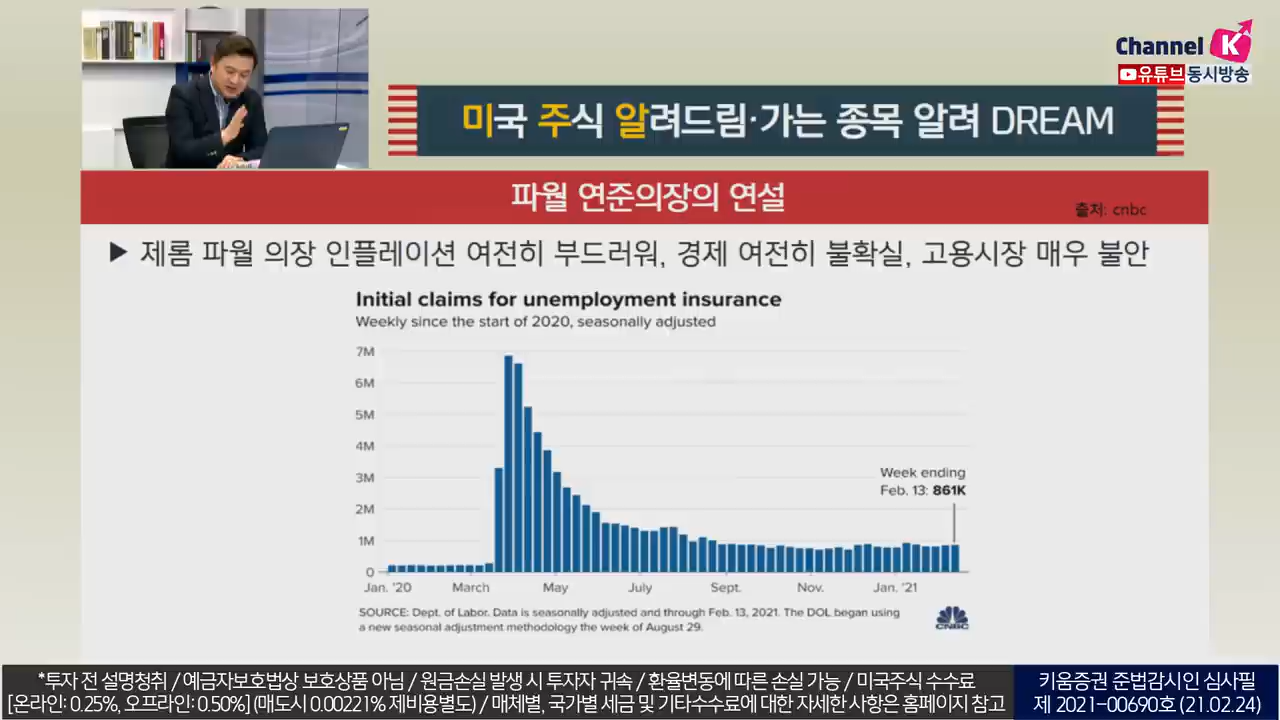 Channel K
유튜브 동시방송
미국 주식 알려드림·가는 종목 알려 DREAM
파월 연준의장의 연설
출처: cnbc
▶ 제롬 파월 의장 인플레이션 여전히 부드러워, 경제 여전히 불확실, 고용시장 매우 불안
Initial claims for unemployment insurance
Weekly since the start of 2020, seasonally adjusted
7M
6M
5M
4M
3M
2M
1M
0
Week ending
Feb. 13: 861K
Jan. '20 March May July Sept. Nov. Jan. '21
SOURCE: Dept. of Labor. Data is seasonally adjusted and through Feb. 13, 2021. The DOL began using
a new seasonal adjustment methodology the week of August 29.
CNBC
*투자 전 설명청취 / 예금자보호법상 보호상품 아님 / 원금손실 발생 시 투자자 귀속 / 환율변동에 따른 손실 가능 / 미국주식 수수료
[온라인: 0.25%, 오프라인: 0.50%] (매도시 0.00221% 제비용별도) / 매체별, 국가별 세금 및 기타수수료에 대한 자세한 사항은 홈페이지 참고
키움증권 준법감시인 심사필
제 2021-00690호 (21.02.24)